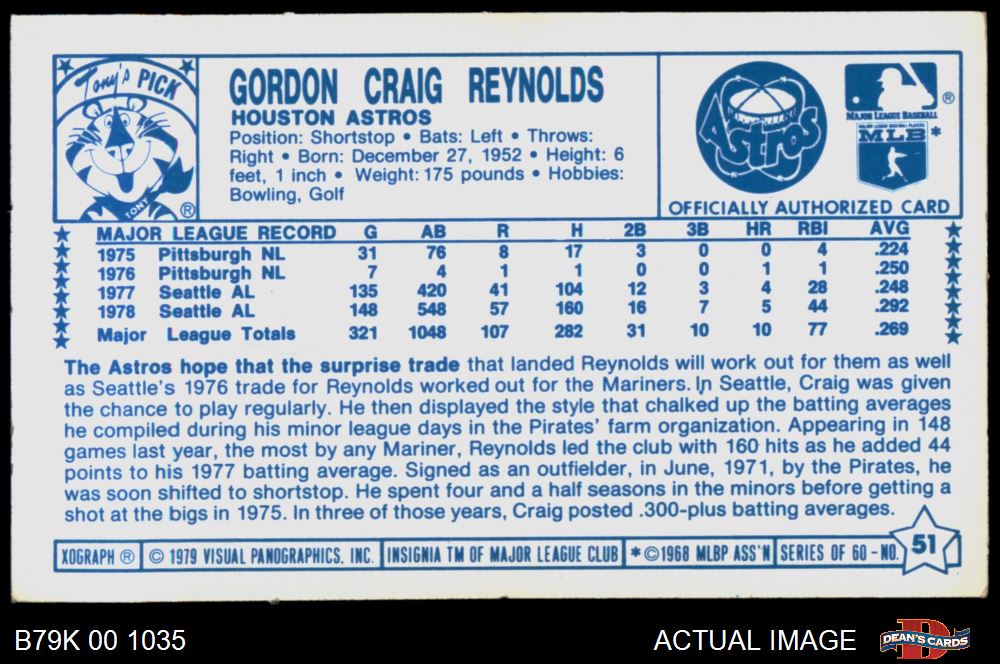 Tony's PICK
TONY
®
GORDON CRAIG REYNOLDS
HOUSTON ASTROS
Position: Shortstop • Bats: Left • Throws:
Right • Born: December 27, 1952 • Height: 6
feet, 1 inch • Weight: 175 pounds • Hobbies:
Bowling, Golf
Astros
®
MAJOR LEAGUE BASEBALL
MAJOR LEAGUE BASEBALL PLAYERS
MLB *
OFFICIALLY AUTHORIZED CARD
MAJOR LEAGUE RECORD G AB R H 2B 3B HR RBI AVG
1975 Pittsburgh NL 31 76 8 17 3 0 0 4 .224
1976 Pittsburgh NL 7 4 1 1 0 0 1 1 .250
1977 Seattle AL 135 420 41 104 12 3 4 28 .248
1978 Seattle AL 148 548 57 160 16 7 5 44 .292
Major League Totals 321 1048 107 282 31 10 10 77 .269
The Astros hope that the surprise trade that landed Reynolds will work out for them as well
as Seattle's 1976 trade for Reynolds worked out for the Mariners. In Seattle, Craig was given
the chance to play regularly. He then displayed the style that chalked up the batting averages
he compiled during his minor league days in the Pirates' farm organization. Appearing in 148
games last year, the most by any Mariner, Reynolds led the club with 160 hits as he added 44
points to his 1977 batting average. Signed as an outfielder, in June, 1971, by the Pirates, he
was soon shifted to shortstop. He spent four and a half seasons in the minors before getting a
shot at the bigs in 1975. In three of those years, Craig posted .300-plus batting averages.
XOGRAPH ® © 1979 VISUAL PANOGRAPHICS, INC. INSIGNIA TM OF MAJOR LEAGUE CLUB * ©1968 MLBP ASS'N SERIES OF 60 - NO. 51
B79K 00 1035
ACTUAL IMAGE
D
DEAN'S CARDS